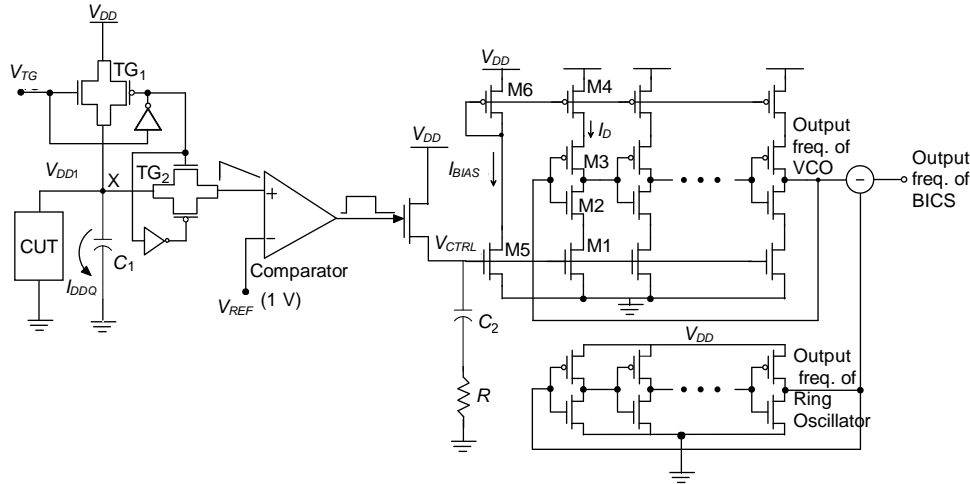 VDD
VTG
TG1
VDD1
X
TG2
CUT
C1
IDDQ
+
−
Comparator
(1 V)
VREF
VDD
VCTRL
C2
R
VDD
M6
M4
ID
IBIAS
M3
M2
M5
M1
Output
freq. of
VCO
−
Output
freq. of
BICS
VDD
Output
freq. of
Ring
Oscillator